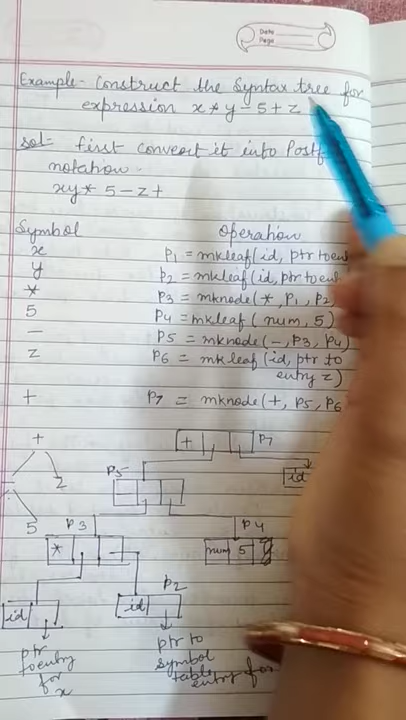 Date
Page
Example- Construct the Syntax tree for
expression x * y - 5 + z
sol- first convert it into Postf
notation.
xy* 5 - z+
Symbol Operation
x P1 = mkleaf(id, ptr to ent
y P2 = mkleaf(id, ptr to ent
* P3 = mknode(*, P1, P2)
5 P4 = mkleaf( num, 5)
- P5 = mknode(-, P3, P4)
z P6 = mkleaf(id, ptr to
entry z)
+ P7 = mknode(+, P5, P6
+ + P7
P5 id
z -
5 P3 P4
* num 5
P2
id id
ptr ptr to
to entry symbol
for table entry for
x